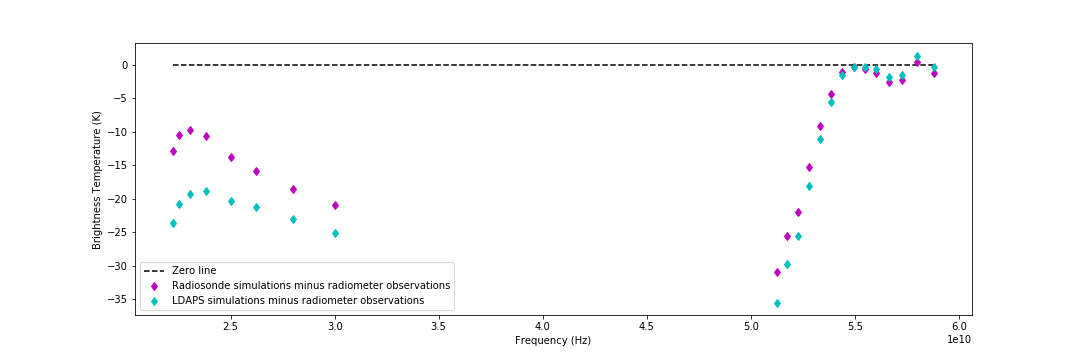 0
−5
−10
−15
−20
−25
−30
−35
Brightness Temperature (K)
Zero line
Radiosonde simulations minus radiometer observations
LDAPS simulations minus radiometer observations
2.5 3.0 3.5 4.0 4.5 5.0 5.5 6.0
Frequency (Hz)
1e10